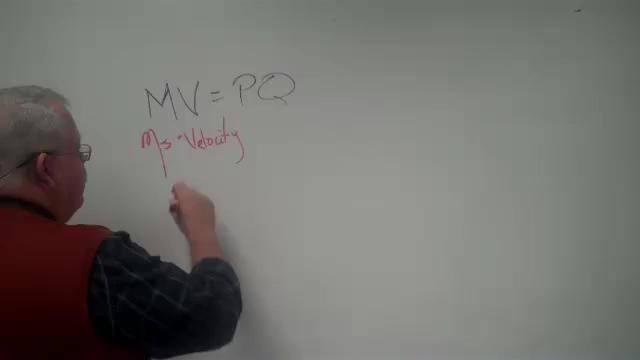 MV = PQ
Ms • Velocity